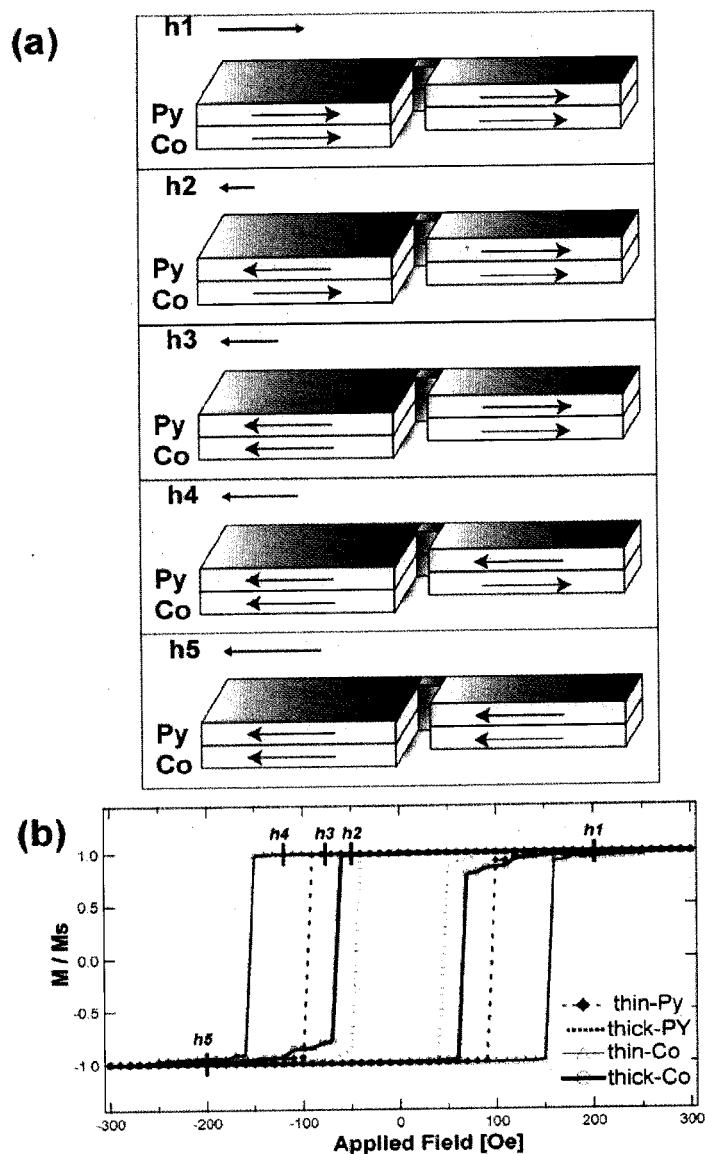 (a)
h1
Py
Co
h2
Py
Co
h3
Py
Co
h4
Py
Co
h5
Py
Co
(b)
h4 h3 h2 h1
1.0
0.5
0.0
-0.5
-1.0
M / Ms
h5
thin-Py
thick-PY
thin-Co
thick-Co
-300 -200 -100 0 100 200 300
Applied Field [Oe]